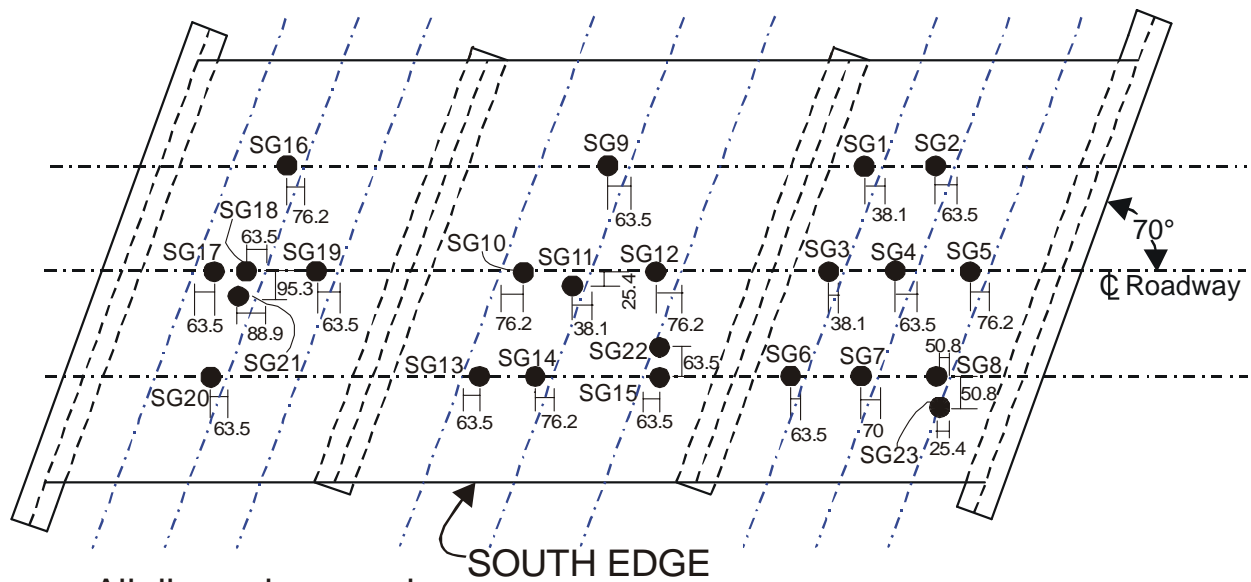 SG16
SG9
SG1
SG2
76.2
63.5
38.1
63.5
SG18
63.5
SG17
SG19
SG10
SG11
SG12
SG3
SG4
SG5
70°
℄ Roadway
95.3
25.4
63.5
88.9
63.5
76.2
38.1
76.2
38.1
63.5
76.2
SG21
SG22
63.5
50.8
SG13
SG14
SG15
SG6
SG7
SG8
50.8
SG20
63.5
63.5
76.2
63.5
63.5
70
SG23
25.4
SOUTH EDGE